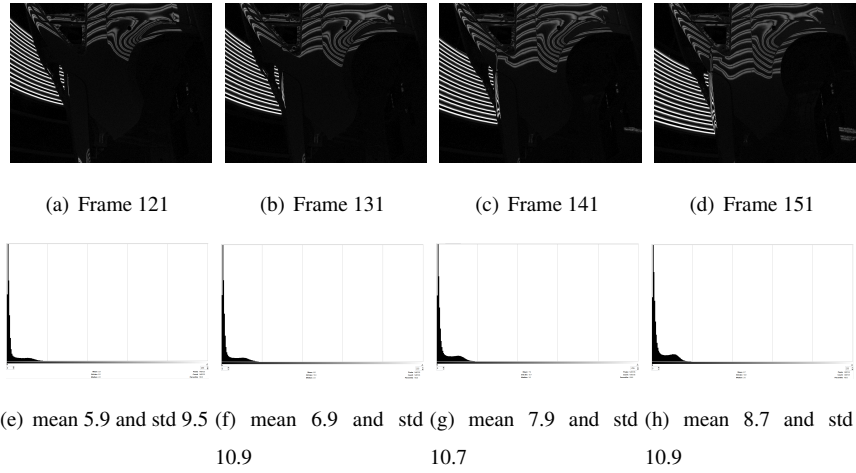 (a) Frame 121
(b) Frame 131
(c) Frame 141
(d) Frame 151
(e) mean 5.9 and std 9.5
(f) mean 6.9 and std
10.9
(g) mean 7.9 and std
10.7
(h) mean 8.7 and std
10.9